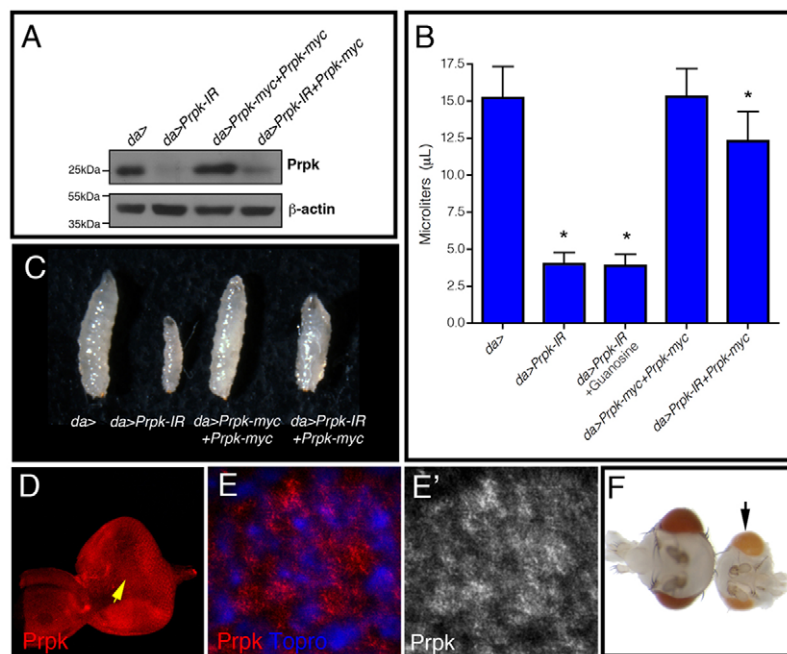 A
da>
da>Prpk-IR
da>Prpk-myc+Prpk-myc
da>Prpk-IR+Prpk-myc
25kDa
Prpk
55kDa
35kDa
β-actin
B
Microliters (µL)
17.5
15.0
12.5
10.0
7.5
5.0
2.5
0.0
*
*
*
da>
da>Prpk-IR
da>Prpk-IR
+Guanosine
da>Prpk-myc+Prpk-myc
da>Prpk-IR+Prpk-myc
C
da>
da>Prpk-IR
da>Prpk-myc
+Prpk-myc
da>Prpk-IR
+Prpk-myc
D
Prpk
E
Prpk Topro
E'
Prpk
F